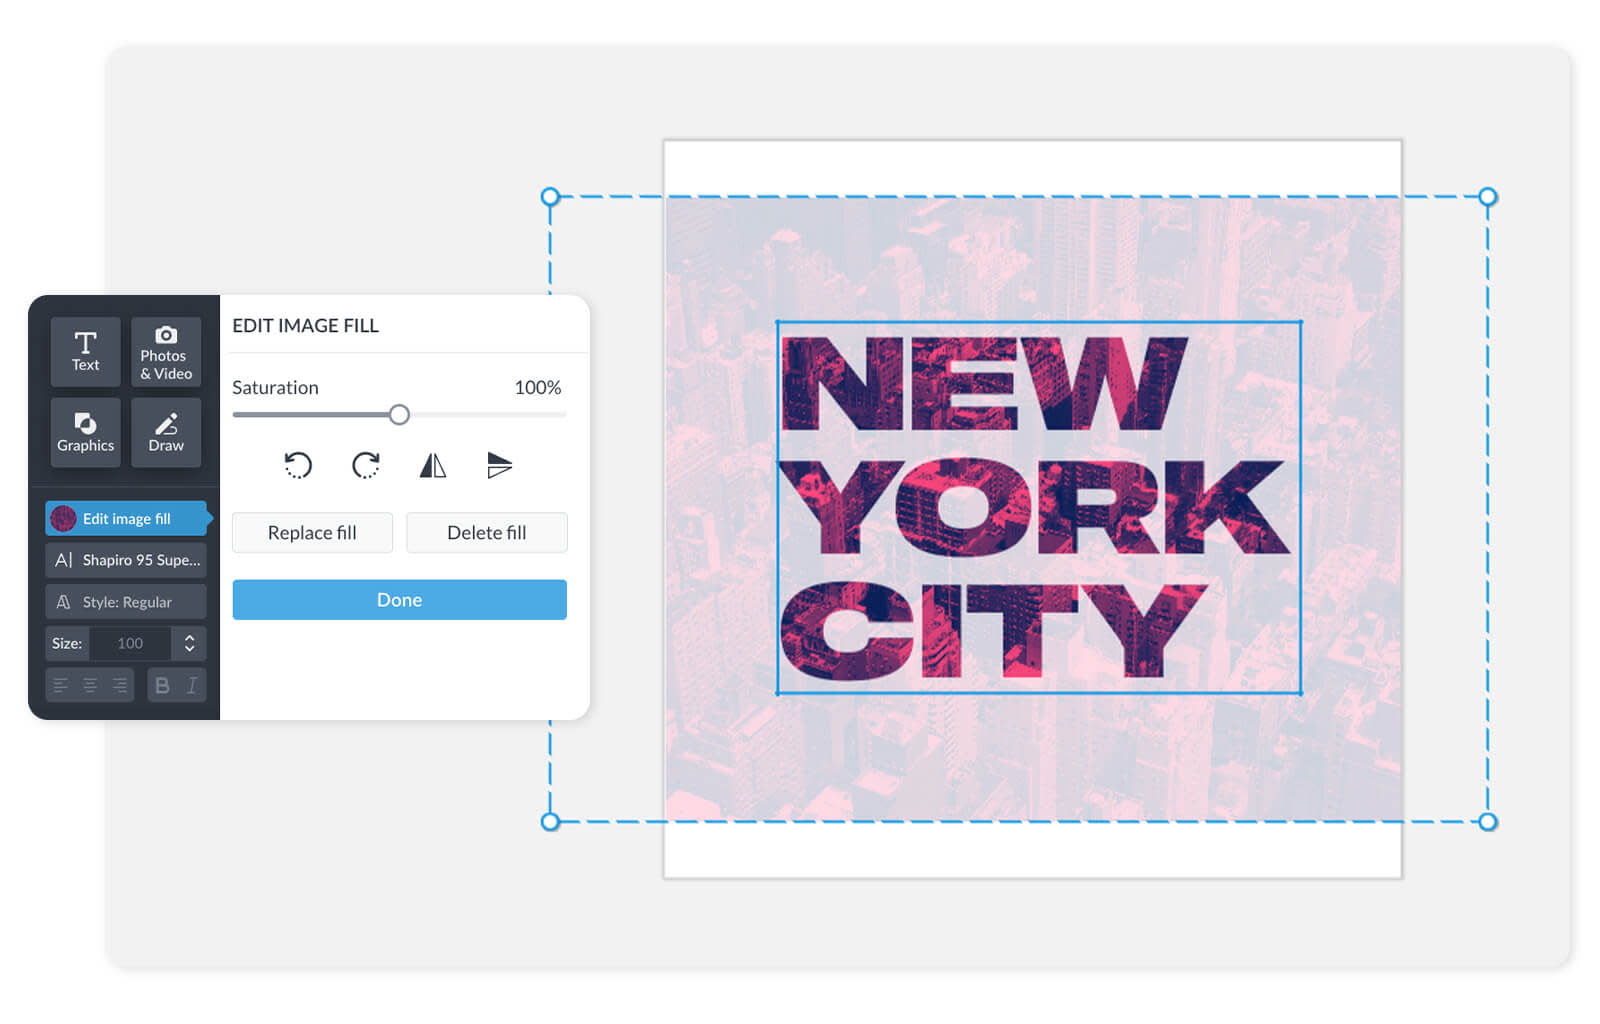 Text
Photos
& Video
Graphics
Draw
Edit image fill
A| Shapiro 95 Supe...
A Style: Regular
Size: 100
B I
EDIT IMAGE FILL
Saturation 100%
Replace fill Delete fill
Done
NEW
YORK
CITY